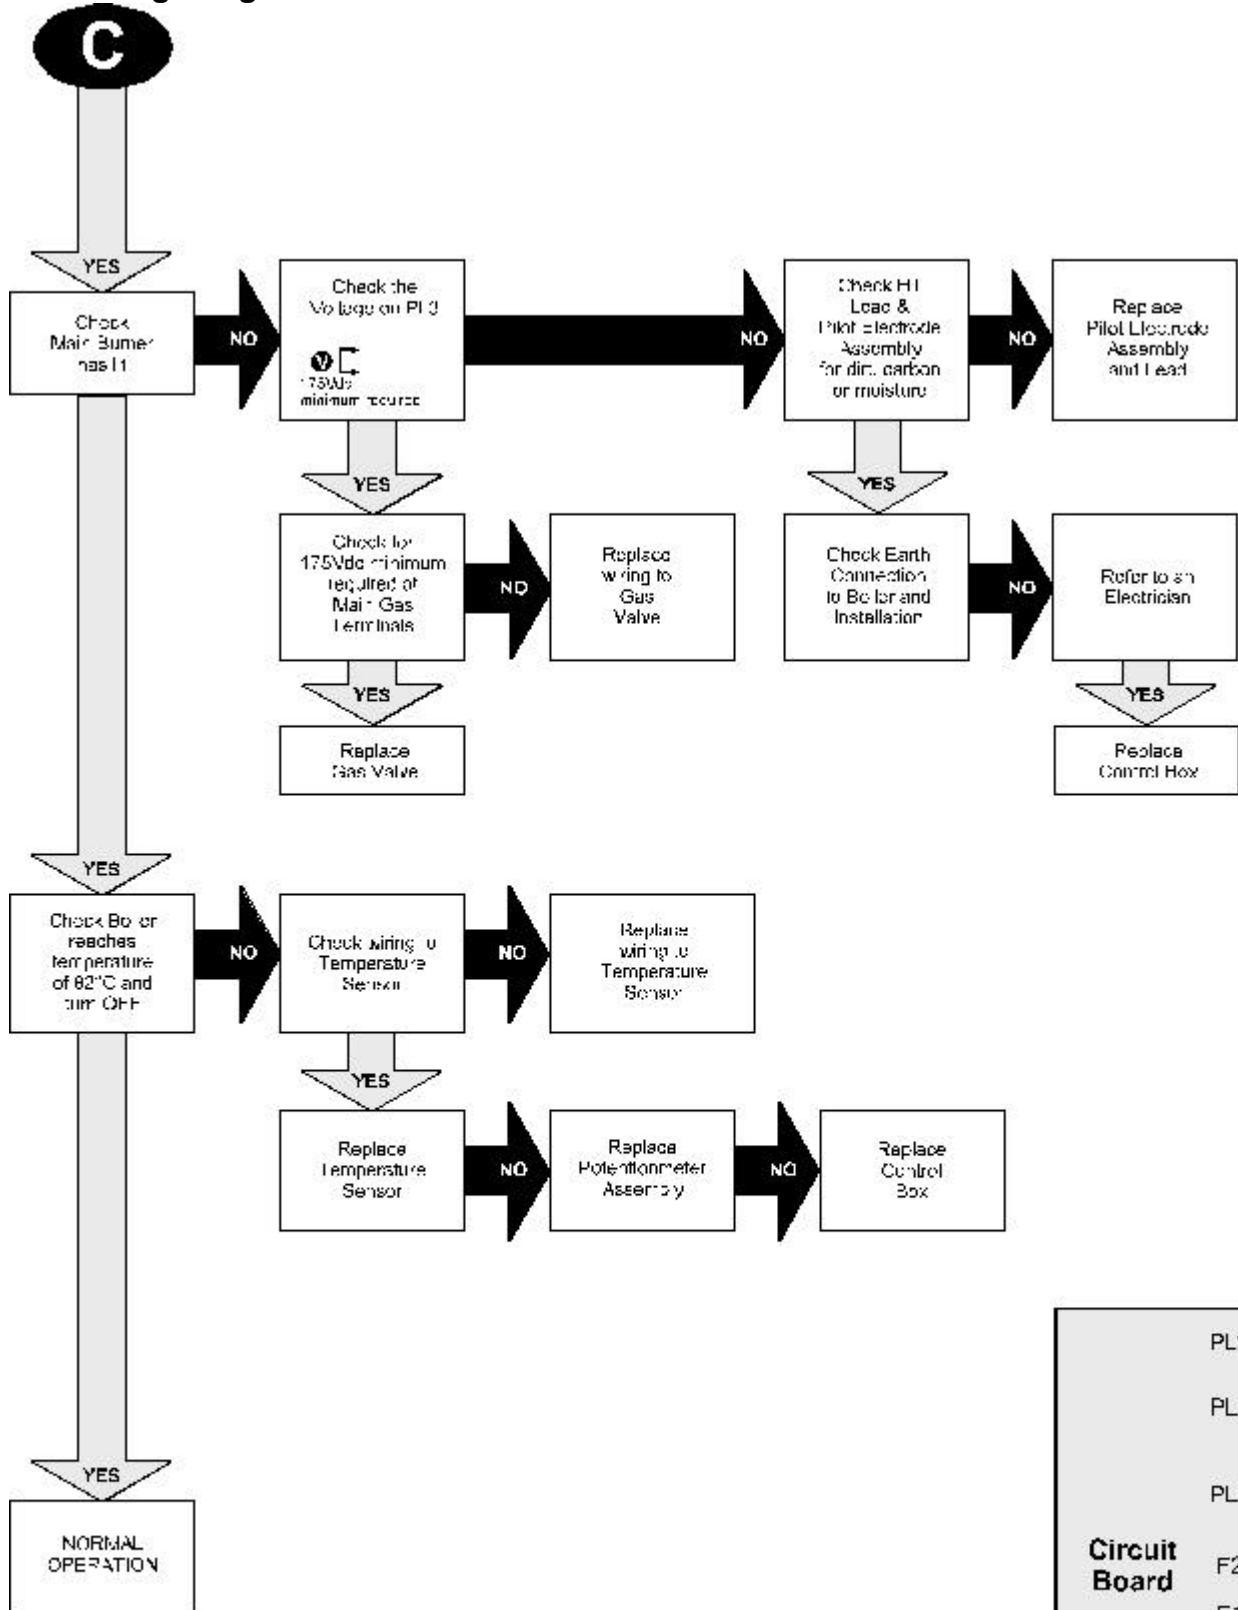 C
YES
Check
Main Burner
has lit
NO
Check the
Voltage on PL3
V
175Vdc
minimum required
NO
Check HT
Lead &
Pilot Electrode
Assembly
for dirt, carbon
or moisture
NO
Replace
Pilot Electrode
Assembly
and Lead
YES
Check for
175Vdc minimum
required at
Main Gas
Terminals
NO
Replace
wiring to
Gas
Valve
YES
Check Earth
Connection
to Boiler and
Installation
NO
Refer to an
Electrician
YES
Replace
Gas Valve
YES
Replace
Control Box
YES
Check Boiler
reaches
temperature
of 82°C and
turn OFF
NO
Check wiring to
Temperature
Sensor
NO
Replace
wiring to
Temperature
Sensor
YES
Replace
Temperature
Sensor
NO
Replace
Potentionmeter
Assembly
NO
Replace
Control
Box
YES
NORMAL
OPERATION
PL
PL
PL
Circuit
Board
F2